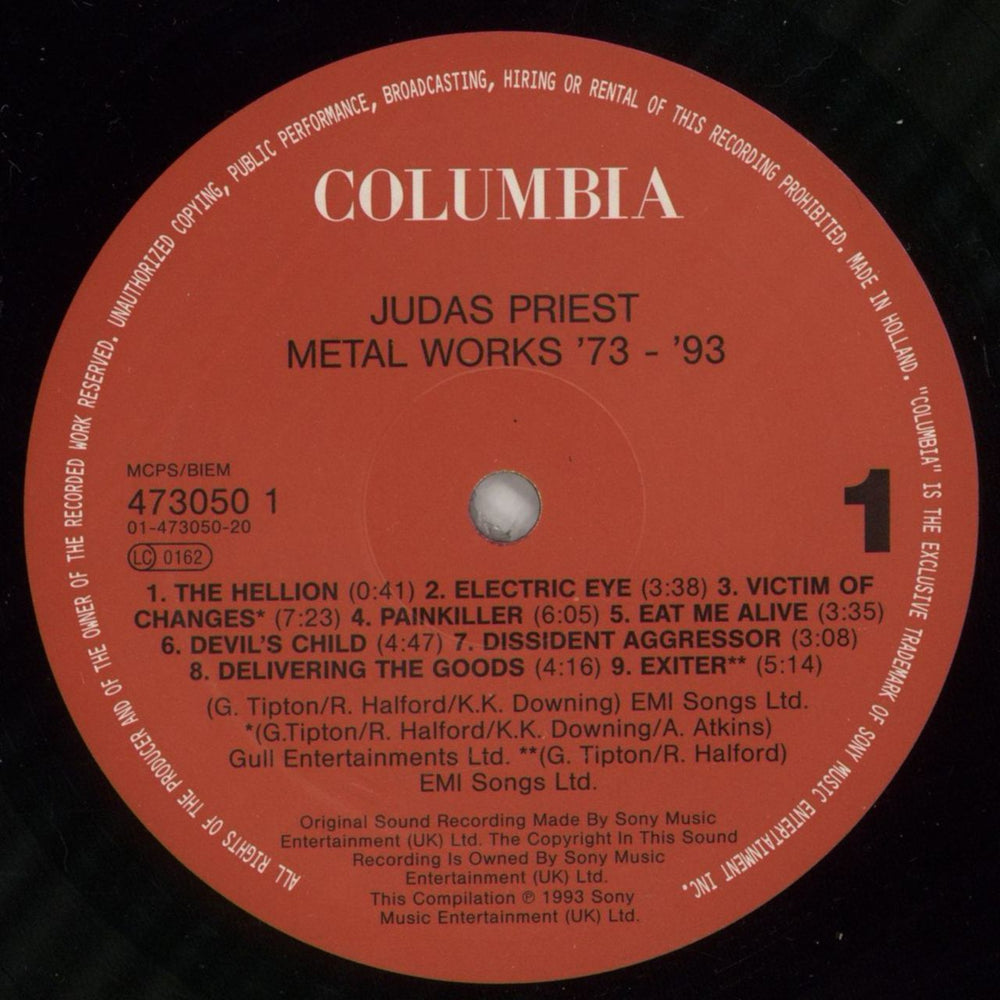 ALL RIGHTS OF THE PRODUCER AND OF THE OWNER OF THE RECORDED WORK RESERVED. UNAUTHORIZED COPYING, PUBLIC PERFORMANCE, BROADCASTING, HIRING OR RENTAL OF THIS RECORDING PROHIBITED. MADE IN HOLLAND. "COLUMBIA" IS THE EXCLUSIVE TRADEMARK OF SONY MUSIC ENTERTAINMENT INC.
COLUMBIA
JUDAS PRIEST
METAL WORKS '73 - '93
MCPS/BIEM
473050 1
01-473050-20
LC 0162
1
1. THE HELLION (0:41) 2. ELECTRIC EYE (3:38) 3. VICTIM OF
CHANGES* (7:23) 4. PAINKILLER (6:05) 5. EAT ME ALIVE (3:35)
6. DEVIL'S CHILD (4:47) 7. DISSIDENT AGGRESSOR (3:08)
8. DELIVERING THE GOODS (4:16) 9. EXITER** (5:14)
(G. Tipton/R. Halford/K.K. Downing) EMI Songs Ltd.
*(G.Tipton/R. Halford/K.K. Downing/A. Atkins)
Gull Entertainments Ltd. **(G. Tipton/R. Halford)
EMI Songs Ltd.
Original Sound Recording Made By Sony Music
Entertainment (UK) Ltd. The Copyright In This Sound
Recording Is Owned By Sony Music
Entertainment (UK) Ltd.
This Compilation ℗ 1993 Sony
Music Entertainment (UK) Ltd.